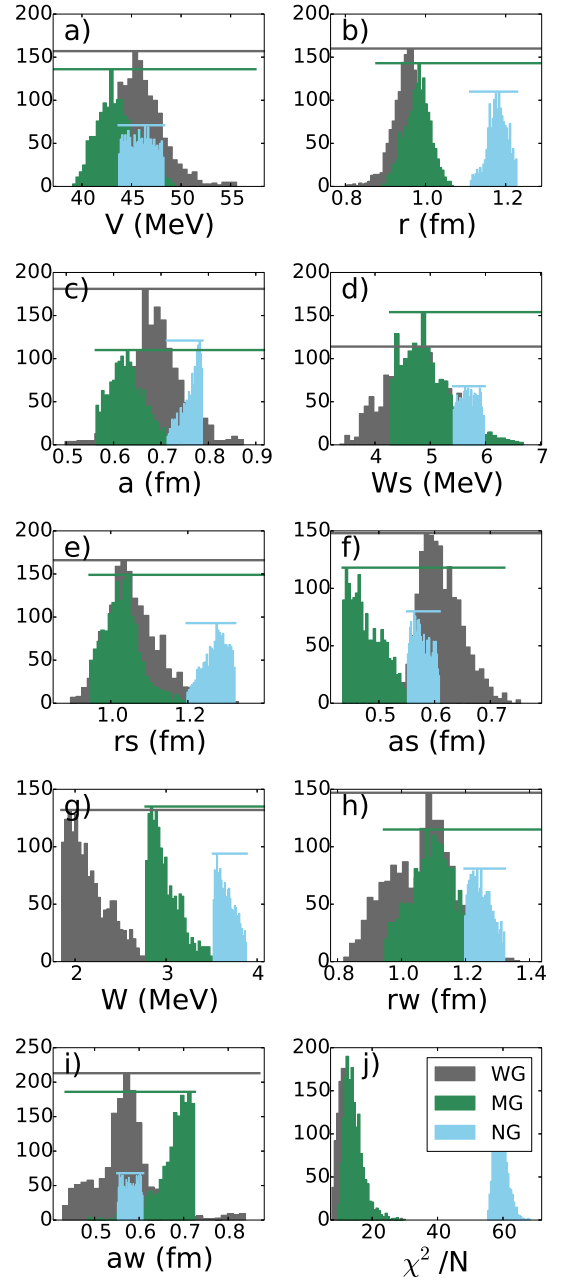 a)
200
150
100
50
0
40 45 50 55
V (MeV)
b)
200
150
100
50
0
0.8 1.0 1.2
r (fm)
c)
200
150
100
50
0
0.5 0.6 0.7 0.8 0.9
a (fm)
d)
200
150
100
50
0
4 5 6 7
Ws (MeV)
e)
200
150
100
50
0
1.0 1.2
rs (fm)
f)
150
100
50
0
0.5 0.6 0.7
as (fm)
g)
150
100
50
0
2 3 4
W (MeV)
h)
150
100
50
0
0.8 1.0 1.2 1.4
rw (fm)
i)
250
200
150
100
50
0
0.5 0.6 0.7 0.8
aw (fm)
j)
200
150
100
50
0
WG
MG
NG
20 40 60
χ² /N